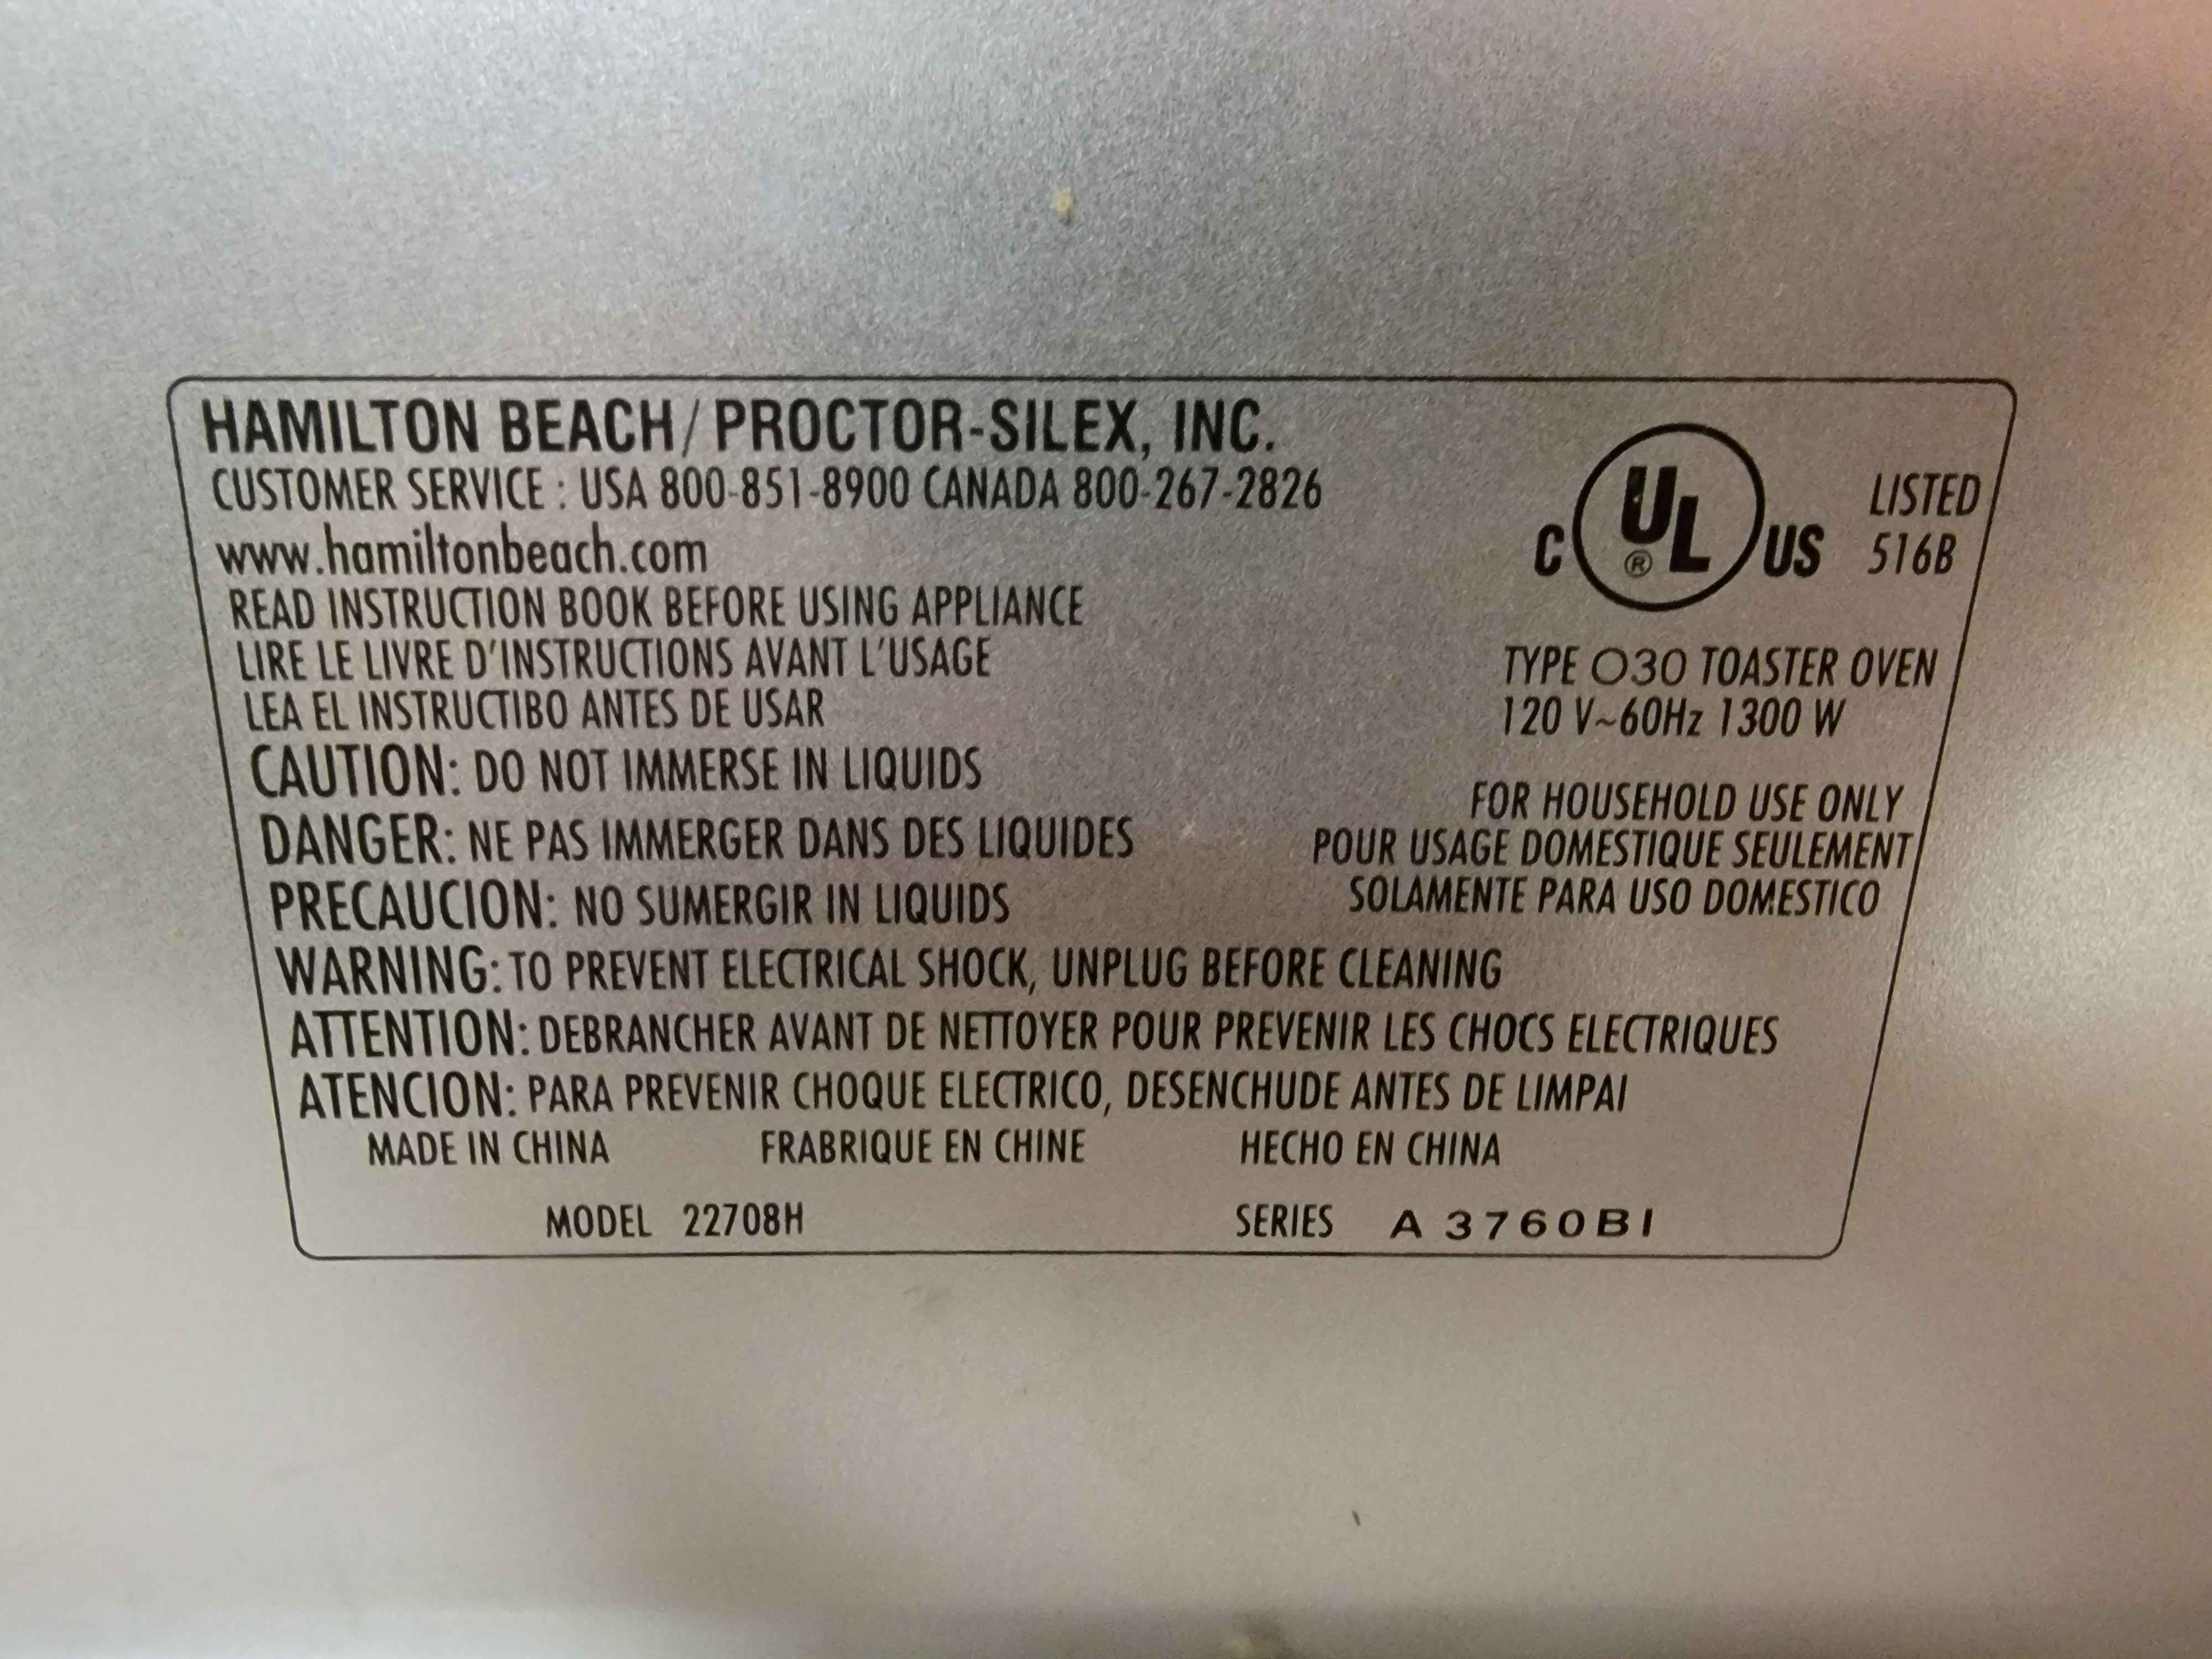 HAMILTON BEACH/PROCTOR-SILEX, INC.
CUSTOMER SERVICE : USA 800-851-8900 CANADA 800-267-2826
www.hamiltonbeach.com
READ INSTRUCTION BOOK BEFORE USING APPLIANCE
LIRE LE LIVRE D'INSTRUCTIONS AVANT L'USAGE
LEA EL INSTRUCTIBO ANTES DE USAR
CAUTION: DO NOT IMMERSE IN LIQUIDS
DANGER: NE PAS IMMERGER DANS DES LIQUIDES
PRECAUCION: NO SUMERGIR IN LIQUIDS
C UL ® US
LISTED
516B
TYPE O30 TOASTER OVEN
120 V~60Hz 1300 W
FOR HOUSEHOLD USE ONLY
POUR USAGE DOMESTIQUE SEULEMENT
SOLAMENTE PARA USO DOMESTICO
WARNING: TO PREVENT ELECTRICAL SHOCK, UNPLUG BEFORE CLEANING
ATTENTION: DEBRANCHER AVANT DE NETTOYER POUR PREVENIR LES CHOCS ELECTRIQUES
ATENCION: PARA PREVENIR CHOQUE ELECTRICO, DESENCHUDE ANTES DE LIMPAI
MADE IN CHINA FRABRIQUE EN CHINE HECHO EN CHINA
MODEL 22708H SERIES A 3760BI